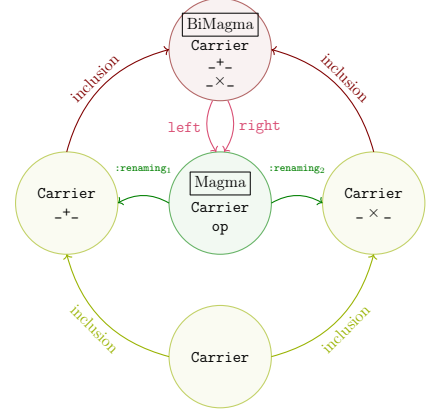 BiMagma
Carrier
_+_
_×_
inclusion
inclusion
left
right
:renaming₁
:renaming₂
Carrier
_+_
Magma
Carrier
op
Carrier
_ × _
inclusion
inclusion
Carrier